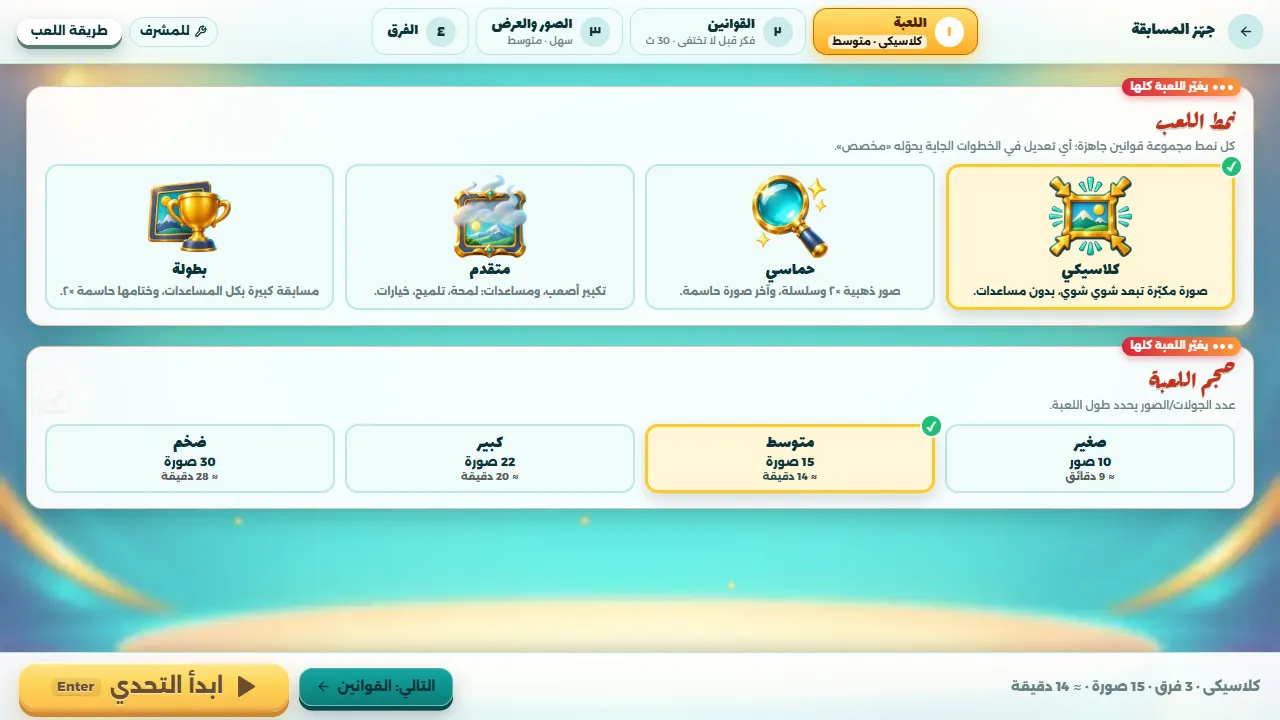 جهّز المسابقة
١
اللعبة
كلاسيكي · متوسط
٢
القوانين
فكر قبل لا تختفي · 30 ث
٣
الصور والعرض
سهل · متوسط
٤
الفرق
للمشرف
طريقة اللعب
يغيّر اللعبة كلها
نمط اللعب
كل نمط مجموعة قوانين جاهزة؛ أي تعديل في الخطوات الجاية يحوّله «مخصص».
كلاسيكي
صورة مكبّرة تبعد شوي شوي، بدون مساعدات.
حماسي
صور ذهبية ×٢ وسلسلة، وآخر صورة حاسمة.
متقدم
تكبير أصعب، ومساعدات: لمحة، تلميح، خيارات.
بطولة
مسابقة كبيرة بكل المساعدات، وختامها حاسمة ×٢.
يغيّر اللعبة كلها
حجم اللعبة
عدد الجولات/الصور يحدد طول اللعبة.
صغير
10 صور
≈ 9 دقائق
متوسط
15 صورة
≈ 14 دقيقة
كبير
22 صورة
≈ 20 دقيقة
ضخم
30 صورة
≈ 28 دقيقة
كلاسيكي · 3 فرق · 15 صورة · ≈ 14 دقيقة
التالي: القوانين ←
ابدأ التحدي Enter